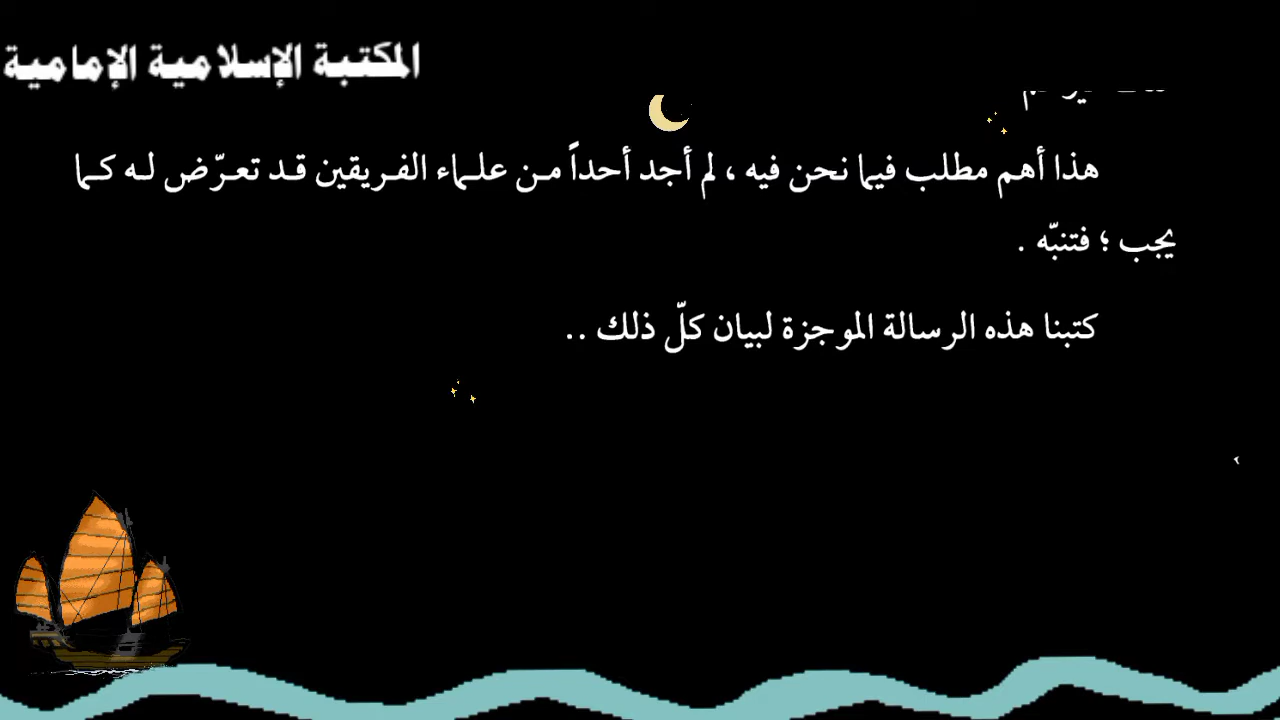 المكتبة الإسلامية الإمامية
هذا أهم مطلب فيما نحن فيه ، لم أجد أحداً من علماء الفريقين قد تعرّض له كما
يجب ؛ فتنبّه .
كتبنا هذه الرسالة الموجزة لبيان كلّ ذلك ..